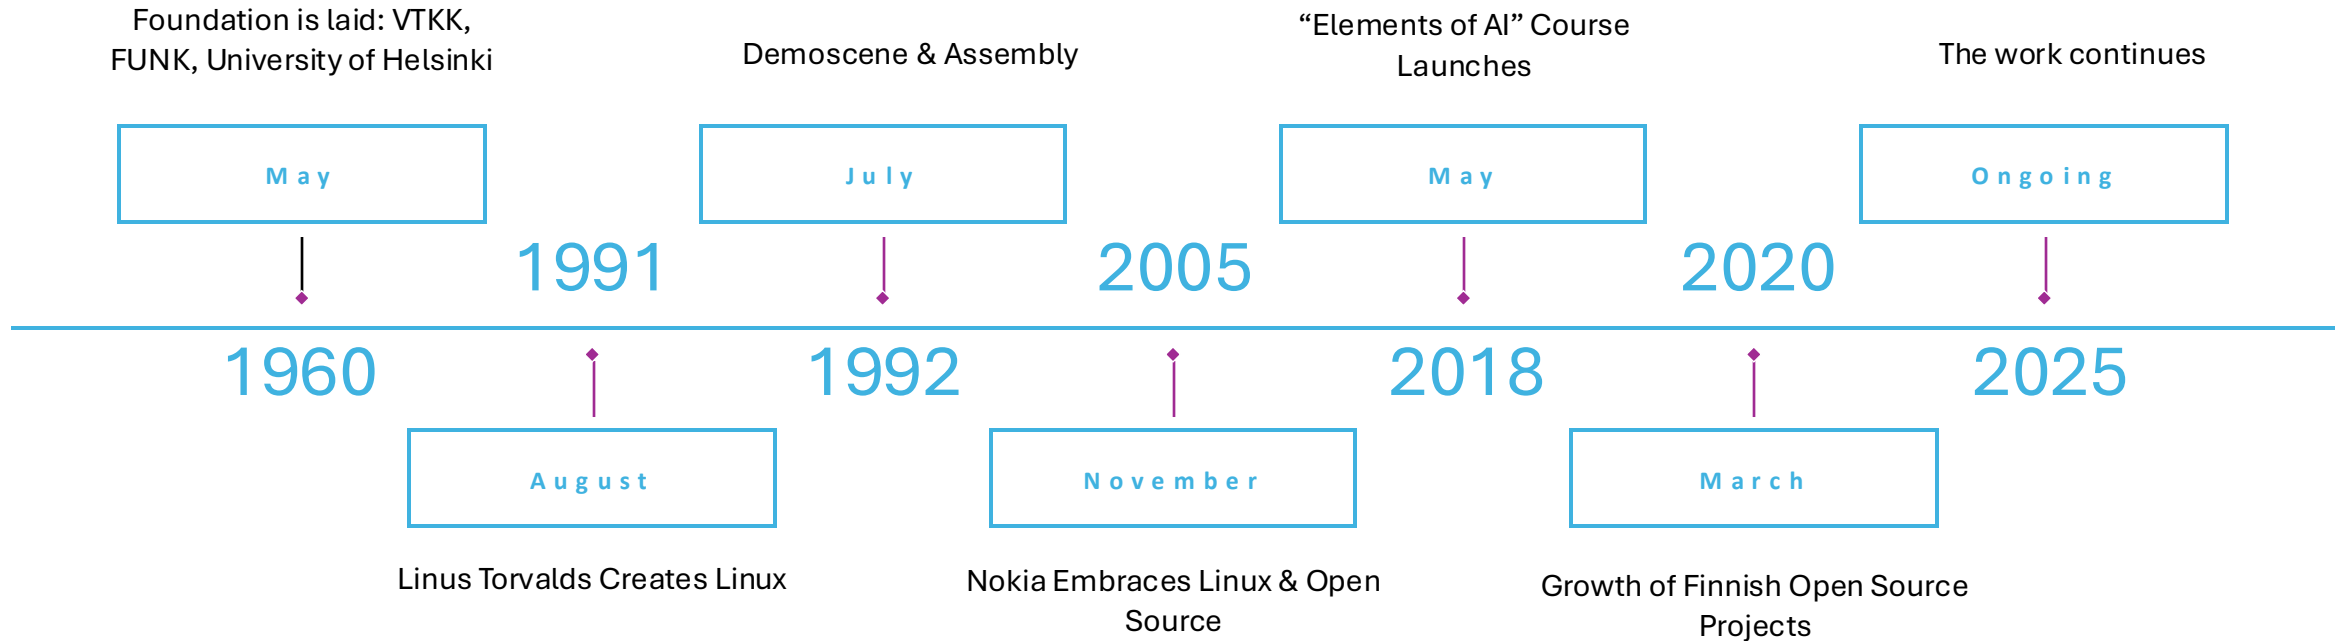 Foundation is laid: VTKK,
FUNK, University of Helsinki
May
1960
1991
August
Linus Torvalds Creates Linux
Demoscene & Assembly
July
1992
2005
November
Nokia Embraces Linux & Open
Source
“Elements of AI” Course
Launches
May
2018
2020
March
Growth of Finnish Open Source
Projects
The work continues
Ongoing
2025